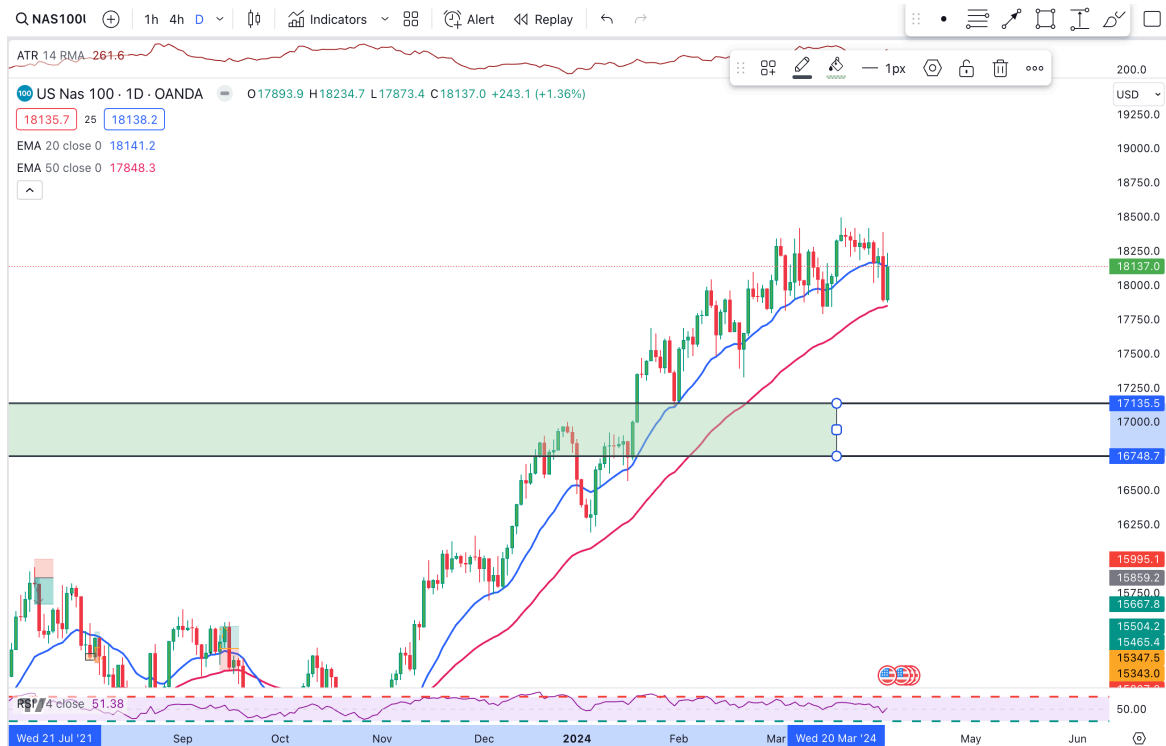 NAS100U 1h 4h D Indicators Alert Replay
ATR 14 RMA 261.6
1px
200.0
100 US Nas 100 · 1D · OANDA O17893.9 H18234.7 L17873.4 C18137.0 +243.1 (+1.36%)
USD
18135.7 25 18138.2
19250.0
EMA 20 close 0 18141.2
19000.0
EMA 50 close 0 17848.3
18750.0
18500.0
18250.0
18137.0
18000.0
17750.0
17500.0
17250.0
17135.5
17000.0
16748.7
16500.0
16250.0
15995.1
15859.2
15750.0
15667.8
15504.2
15465.4
15347.5
15343.0
RSI 14 close 51.38
50.00
Wed 21 Jul '21 Sep Oct Nov Dec 2024 Feb Mar Wed 20 Mar '24 May Jun